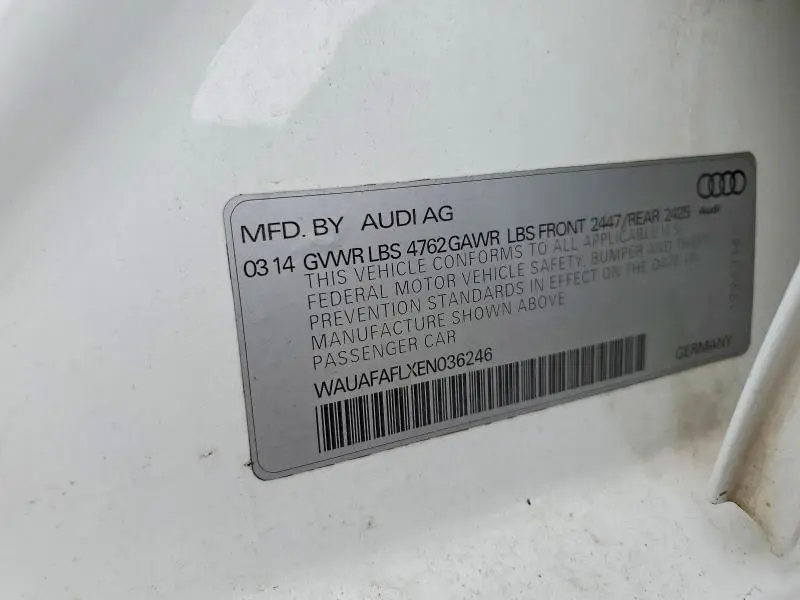 Audi
MFD. BY AUDI AG
03 14 GVWR LBS 4762 GAWR LBS FRONT 2447/REAR 2425
THIS VEHICLE CONFORMS TO ALL APPLICABLE U.S.
FEDERAL MOTOR VEHICLE SAFETY, BUMPER AND THEFT
PREVENTION STANDARDS IN EFFECT ON THE DATE OF
MANUFACTURE SHOWN ABOVE
PASSENGER CAR
WAUAFAFLXEN036246
GERMANY